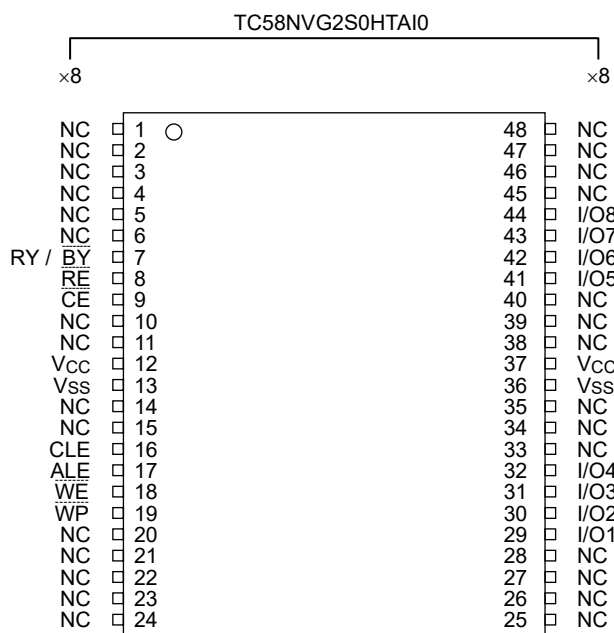 TC58NVG2S0HTAI0
×8 ×8
NC 1 48 NC
NC 2 47 NC
NC 3 46 NC
NC 4 45 NC
NC 5 44 I/O8
NC 6 43 I/O7
RY / B̅Y̅ 7 42 I/O6
R̅E̅ 8 41 I/O5
C̅E̅ 9 40 NC
NC 10 39 NC
NC 11 38 NC
VCC 12 37 VCC
VSS 13 36 VSS
NC 14 35 NC
NC 15 34 NC
CLE 16 33 NC
ALE 17 32 I/O4
W̅E̅ 18 31 I/O3
W̅P̅ 19 30 I/O2
NC 20 29 I/O1
NC 21 28 NC
NC 22 27 NC
NC 23 26 NC
NC 24 25 NC